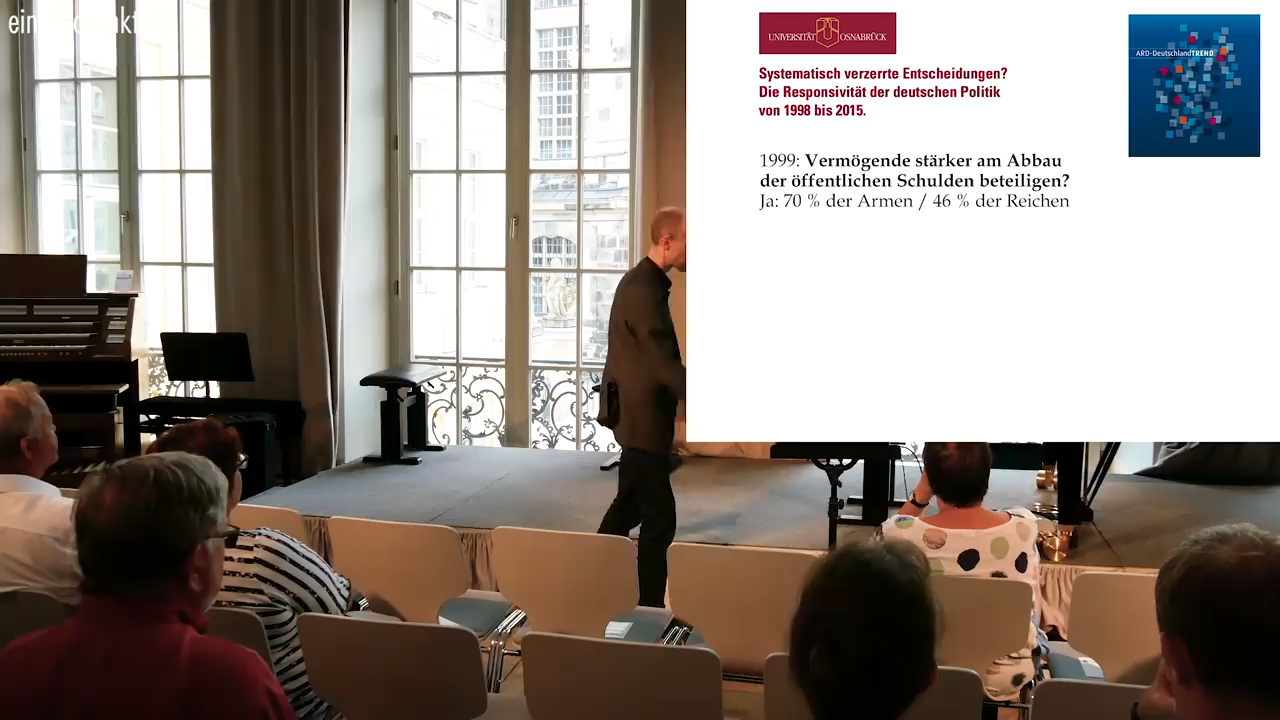 UNIVERSITÄT OSNABRÜCK
ARD-DeutschlandTREND
Systematisch verzerrte Entscheidungen?
Die Responsivität der deutschen Politik
von 1998 bis 2015.
1999: Vermögende stärker am Abbau
der öffentlichen Schulden beteiligen?
Ja: 70 % der Armen / 46 % der Reichen